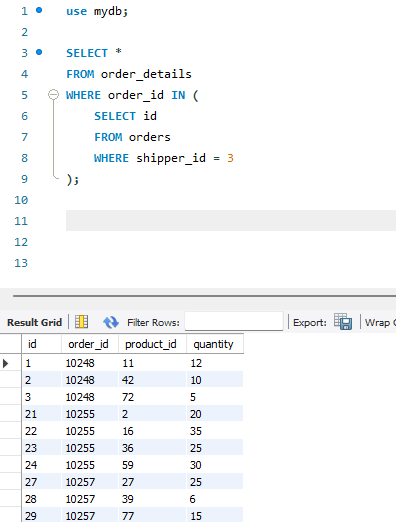 1 use mydb;
2
3 SELECT *
4 FROM order_details
5 WHERE order_id IN (
6 SELECT id
7 FROM orders
8 WHERE shipper_id = 3
9 );
10
11
12
13
Result Grid Filter Rows: Export: Wrap C
id order_id product_id quantity
1 10248 11 12
2 10248 42 10
3 10248 72 5
21 10255 2 20
22 10255 16 35
23 10255 36 25
24 10255 59 30
27 10257 27 25
28 10257 39 6
29 10257 77 15